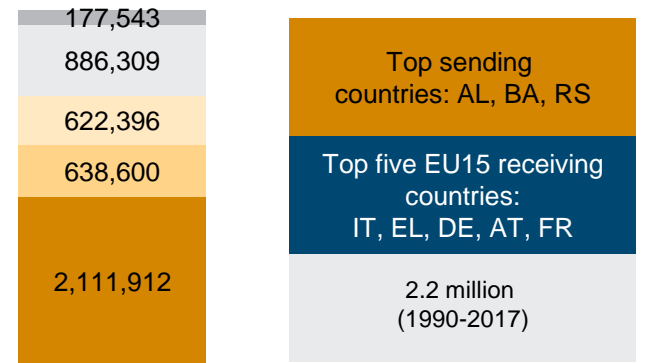 177,543
886,309
622,396
638,600
2,111,912
Top sending
countries: AL, BA, RS
Top five EU15 receiving
countries:
IT, EL, DE, AT, FR
2.2 million
(1990-2017)